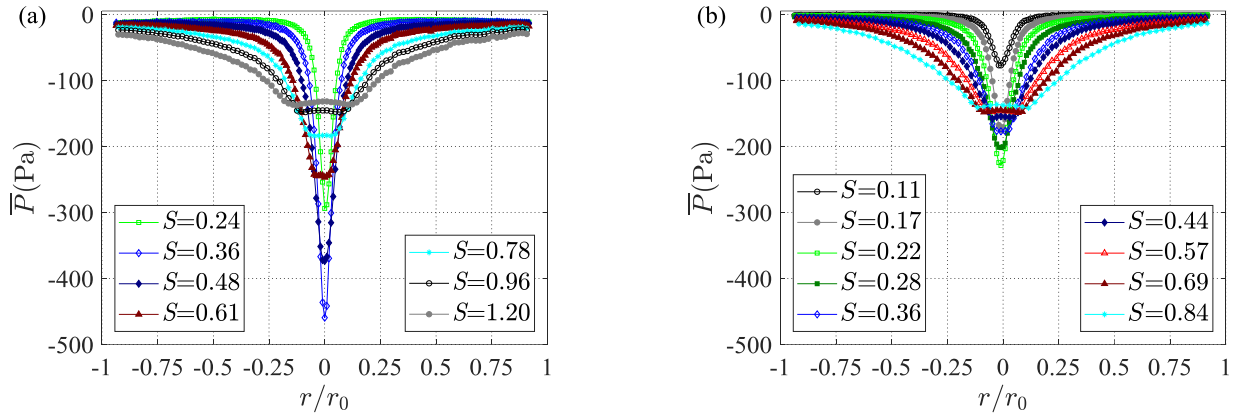 (a)
0
-100
-200
-300
-400
-500
P̅(Pa)
S=0.24
S=0.36
S=0.48
S=0.61
S=0.78
S=0.96
S=1.20
-1 -0.75 -0.5 -0.25 0 0.25 0.5 0.75 1
r/r₀
(b)
0
-100
-200
-300
-400
-500
P̅(Pa)
S=0.11
S=0.17
S=0.22
S=0.28
S=0.36
S=0.44
S=0.57
S=0.69
S=0.84
-1 -0.75 -0.5 -0.25 0 0.25 0.5 0.75 1
r/r₀